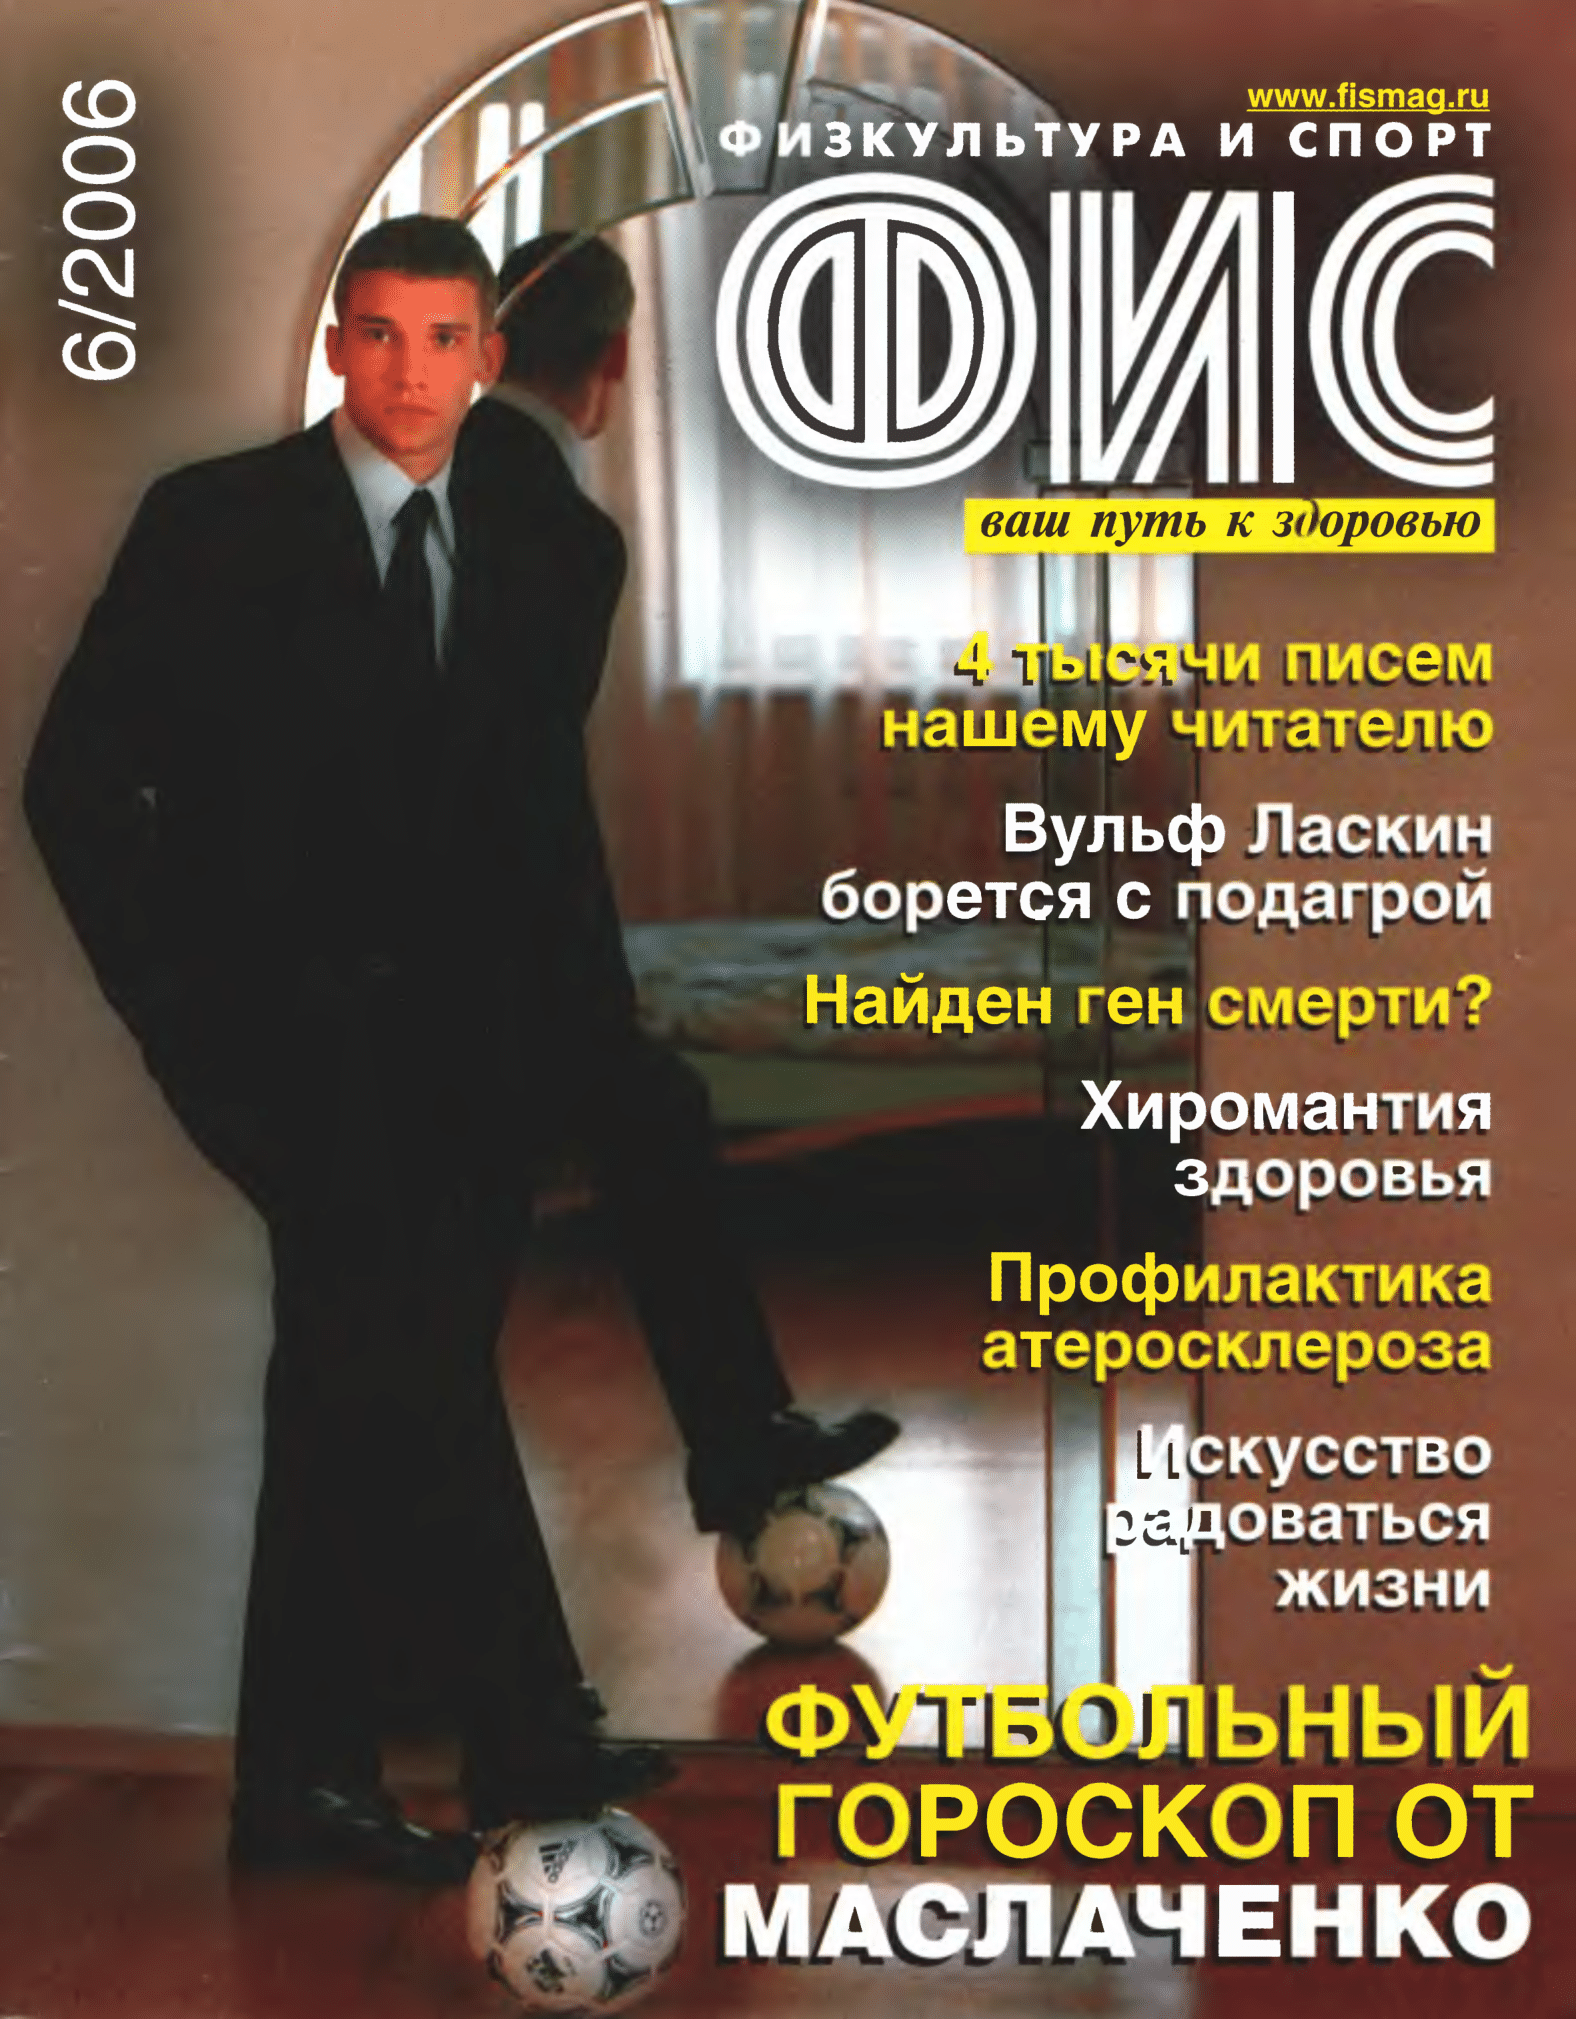 6/2006
www.fismag.ru
ФИЗКУЛЬТУРА И СПОРТ
ФИС
ваш путь к здоровью
4 тысячи писем
нашему читателю
Вульф Ласкин
борется с подагрой
Найден ген смерти?
Хиромантия
здоровья
Профилактика
атеросклероза
Искусство
радоваться
жизни
ФУТБОЛЬНЫЙ
ГОРОСКОП ОТ
МАСЛАЧЕНКО
adidas